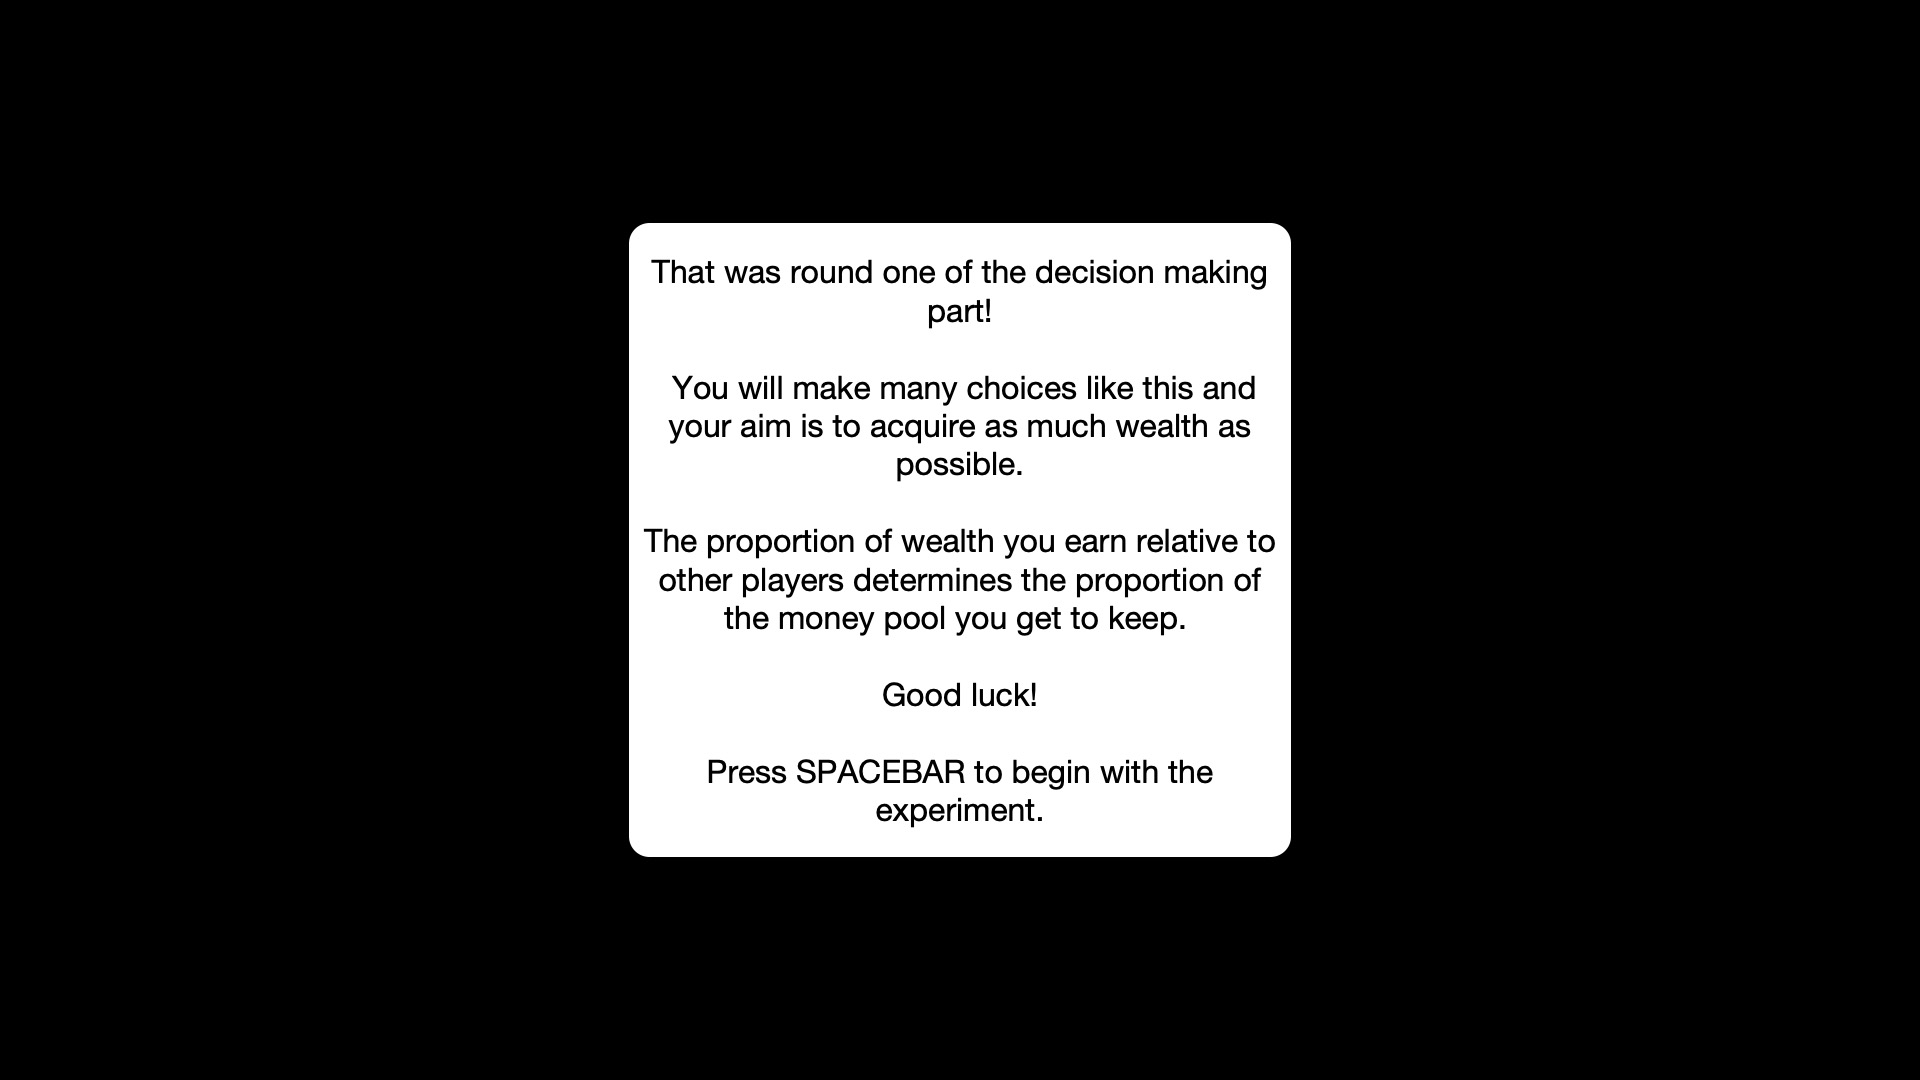 That was round one of the decision making
part!
You will make many choices like this and
your aim is to acquire as much wealth as
possible.
The proportion of wealth you earn relative to
other players determines the proportion of
the money pool you get to keep.
Good luck!
Press SPACEBAR to begin with the
experiment.